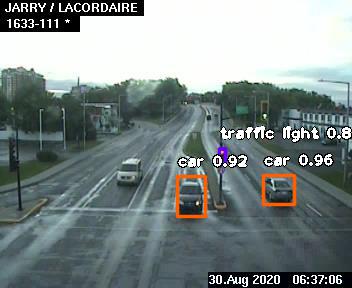 JARRY / LACORDAIRE
1633-111 *
traffic light 0.8
car 0.92
car 0.96
30.Aug 2020 06:37:06